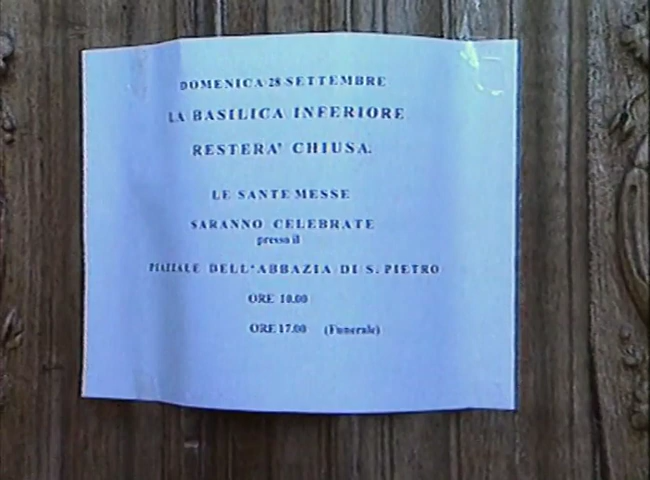 DOMENICA 28 SETTEMBRE
LA BASILICA INFERIORE
RESTERA' CHIUSA.
LE SANTE MESSE
SARANNO CELEBRATE
presso il
PIAZZALE DELL'ABBAZIA DI S. PIETRO
ORE 10.00
ORE 17.00 (Funerale)